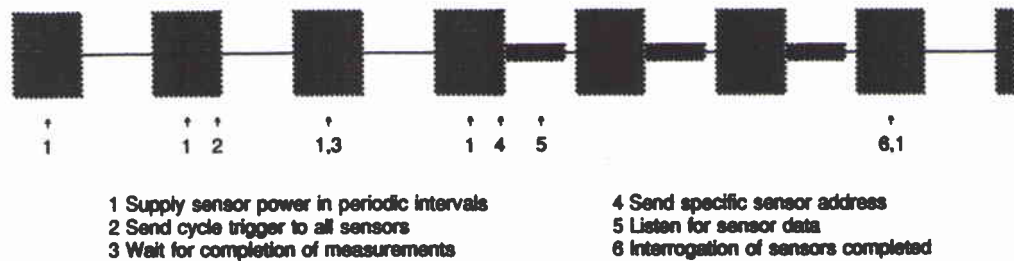 1 1 2 1,3 1 4 5 6,1
1 Supply sensor power in periodic intervals
2 Send cycle trigger to all sensors
3 Wait for completion of measurements
4 Send specific sensor address
5 Listen for sensor data
6 Interrogation of sensors completed